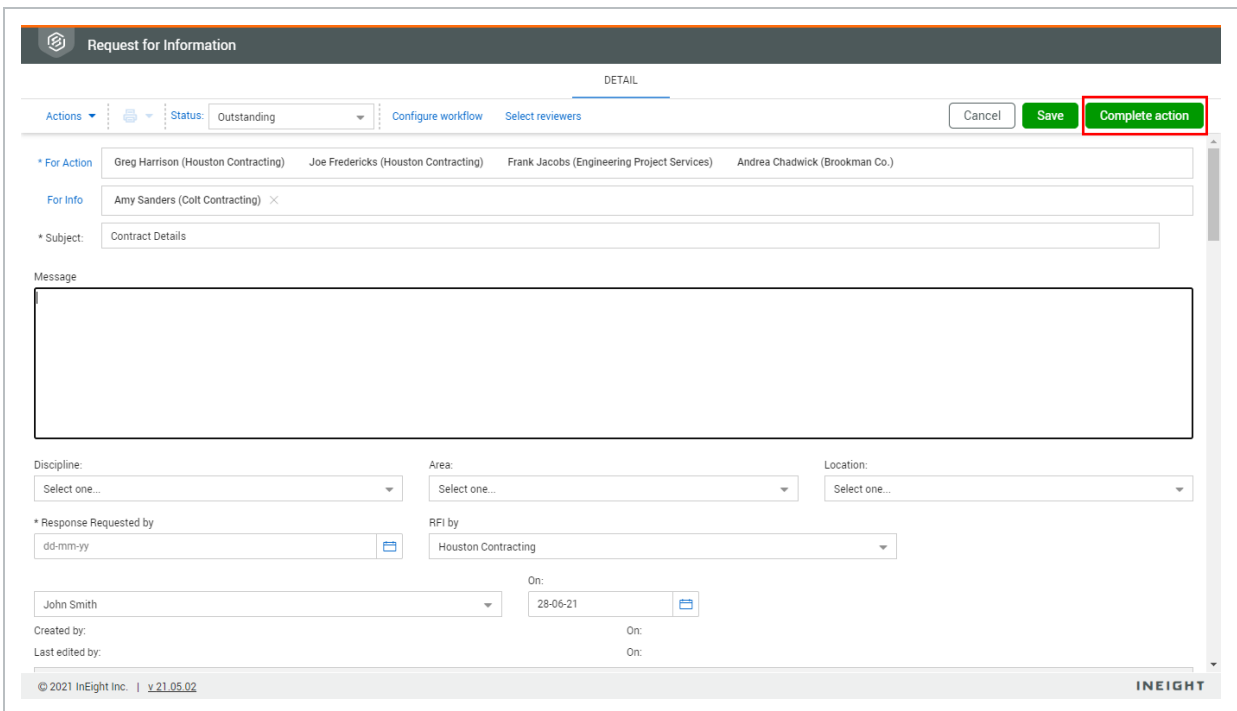 Request for Information
DETAIL
Actions Status: Outstanding Configure workflow Select reviewers Cancel Save Complete action
* For Action Greg Harrison (Houston Contracting) Joe Fredericks (Houston Contracting) Frank Jacobs (Engineering Project Services) Andrea Chadwick (Brookman Co.)
For Info Amy Sanders (Colt Contracting)
* Subject: Contract Details
Message
Discipline: Area: Location:
Select one... Select one... Select one...
* Response Requested by RFI by
dd-mm-yy Houston Contracting
On:
John Smith 28-06-21
Created by: On:
Last edited by: On:
© 2021 InEight Inc. | v 21.05.02 INEIGHT